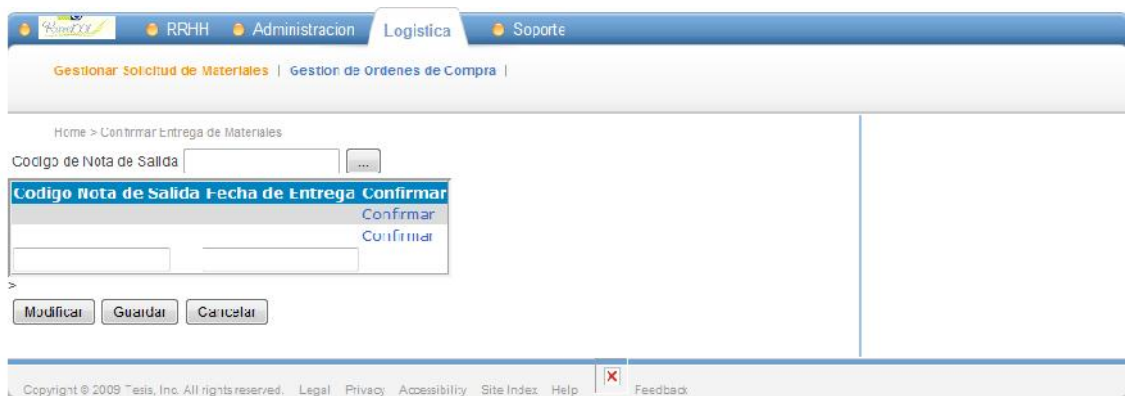 RRHH Administracion Logistica Soporte
Gestionar Solicitud de Materiales | Gestion de Ordenes de Compra |
Home > Confirmar Entrega de Materiales
Codigo de Nota de Salida ...
Codigo Nota de Salida Fecha de Entrega Confirmar
Confirmar
Confirmar
>
Modificar Guardar Cancelar
Copyright © 2009 Tesis, Inc. All rights reserved. Legal Privacy Accessibility Site Index Help Feedback